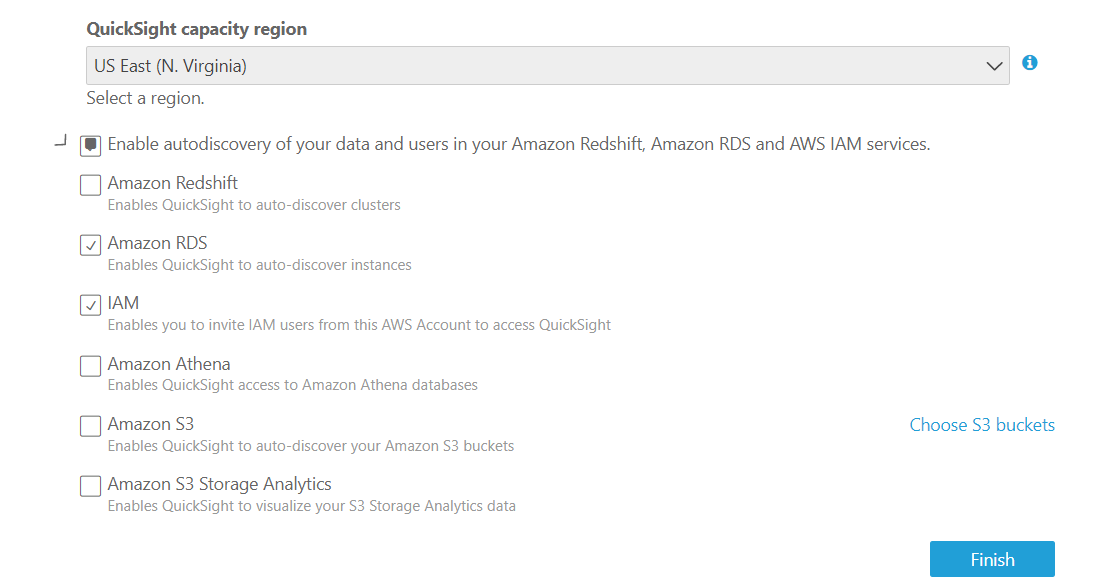 QuickSight capacity region
US East (N. Virginia)
Select a region.
Enable autodiscovery of your data and users in your Amazon Redshift, Amazon RDS and AWS IAM services.
Amazon Redshift
Enables QuickSight to auto-discover clusters
Amazon RDS
Enables QuickSight to auto-discover instances
IAM
Enables you to invite IAM users from this AWS Account to access QuickSight
Amazon Athena
Enables QuickSight access to Amazon Athena databases
Amazon S3
Choose S3 buckets
Enables QuickSight to auto-discover your Amazon S3 buckets
Amazon S3 Storage Analytics
Enables QuickSight to visualize your S3 Storage Analytics data
Finish